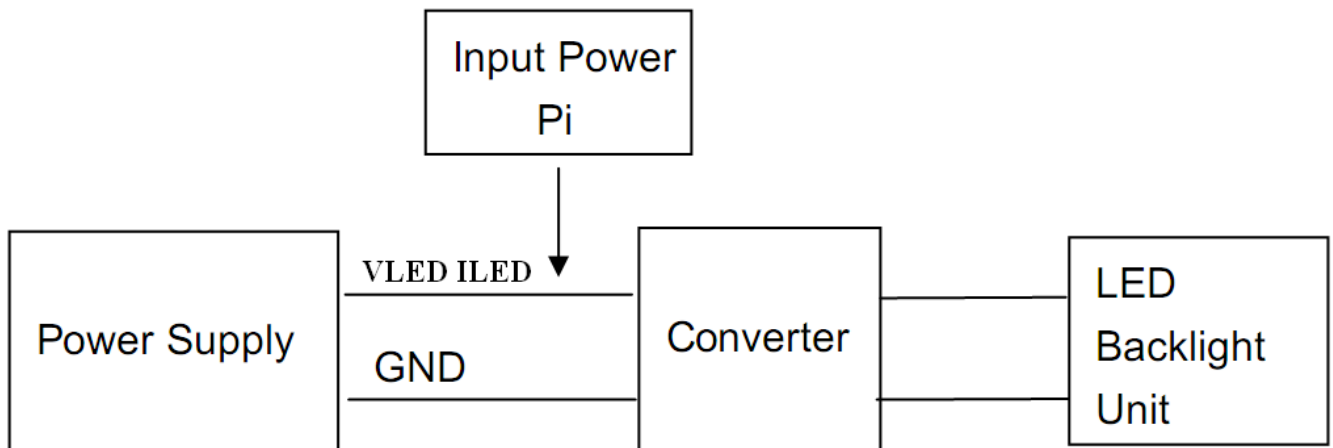 Input Power
Pi
VLED ILED
Power Supply
GND
Converter
LED
Backlight
Unit